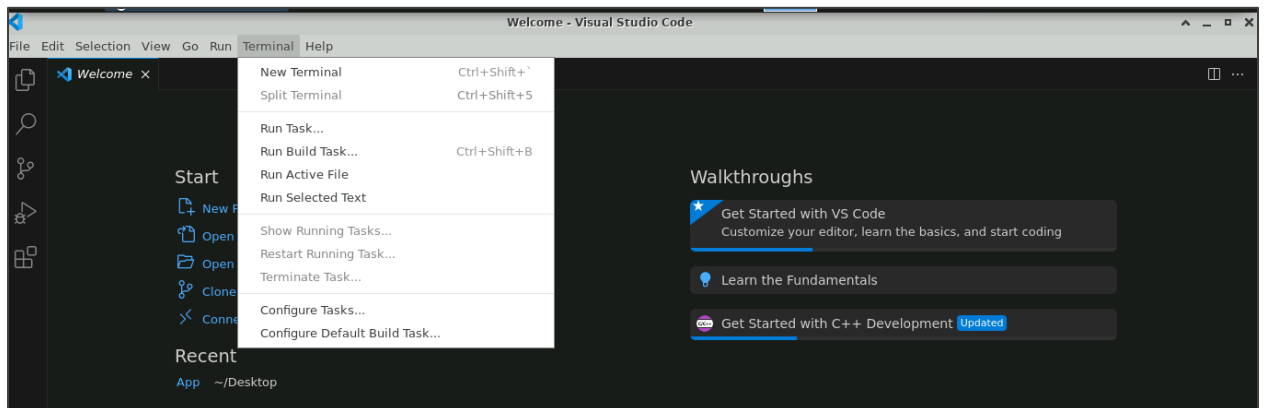 Welcome - Visual Studio Code
File Edit Selection View Go Run Terminal Help
Welcome
New Terminal Ctrl+Shift+`
Split Terminal Ctrl+Shift+5
Run Task...
Run Build Task... Ctrl+Shift+B
Run Active File
Run Selected Text
Show Running Tasks...
Restart Running Task...
Terminate Task...
Configure Tasks...
Configure Default Build Task...
Start
New F
Open
Open
Clone
Conne
Recent
App ~/Desktop
Walkthroughs
Get Started with VS Code
Customize your editor, learn the basics, and start coding
Learn the Fundamentals
C/C++ Get Started with C++ Development Updated